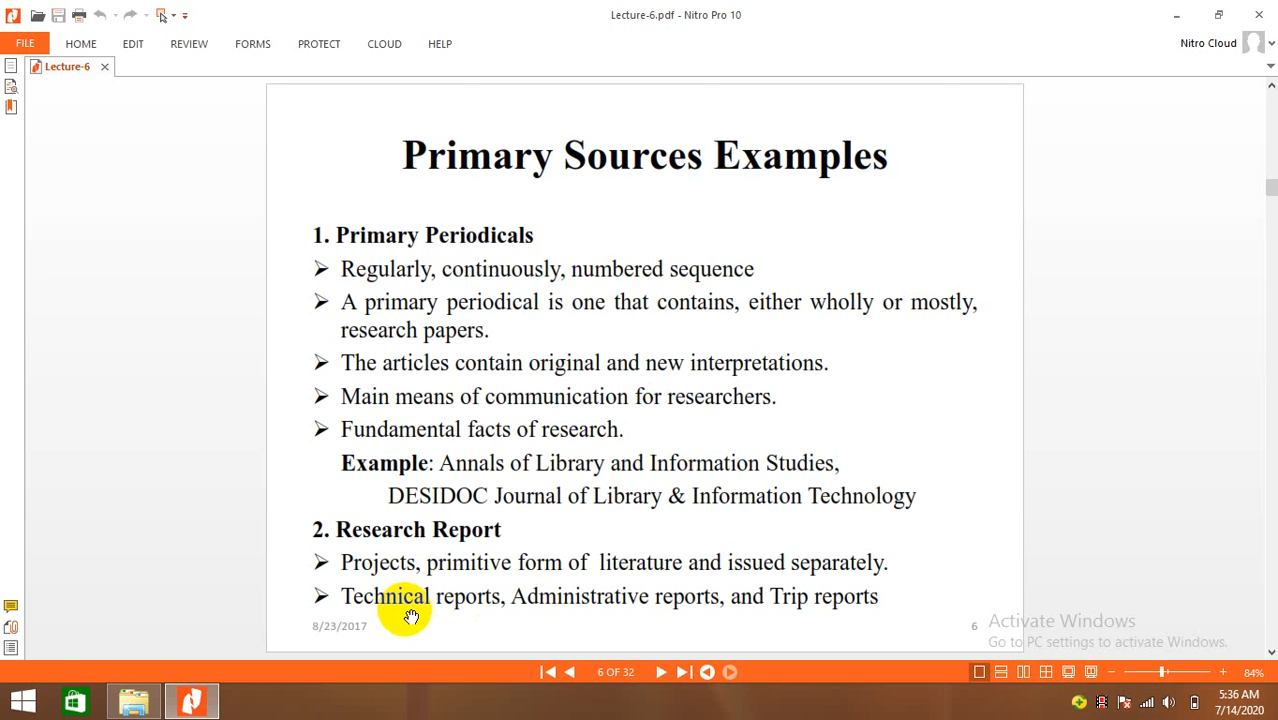 Lecture-6.pdf - Nitro Pro 10
FILE HOME EDIT REVIEW FORMS PROTECT CLOUD HELP Nitro Cloud
Lecture-6
Primary Sources Examples
1. Primary Periodicals
➢ Regularly, continuously, numbered sequence
➢ A primary periodical is one that contains, either wholly or mostly,
research papers.
➢ The articles contain original and new interpretations.
➢ Main means of communication for researchers.
➢ Fundamental facts of research.
Example: Annals of Library and Information Studies,
DESIDOC Journal of Library & Information Technology
2. Research Report
➢ Projects, primitive form of literature and issued separately.
➢ Technical reports, Administrative reports, and Trip reports
8/23/2017 6
Activate Windows
Go to PC settings to activate Windows.
6 OF 32 84%
5:36 AM
7/14/2020